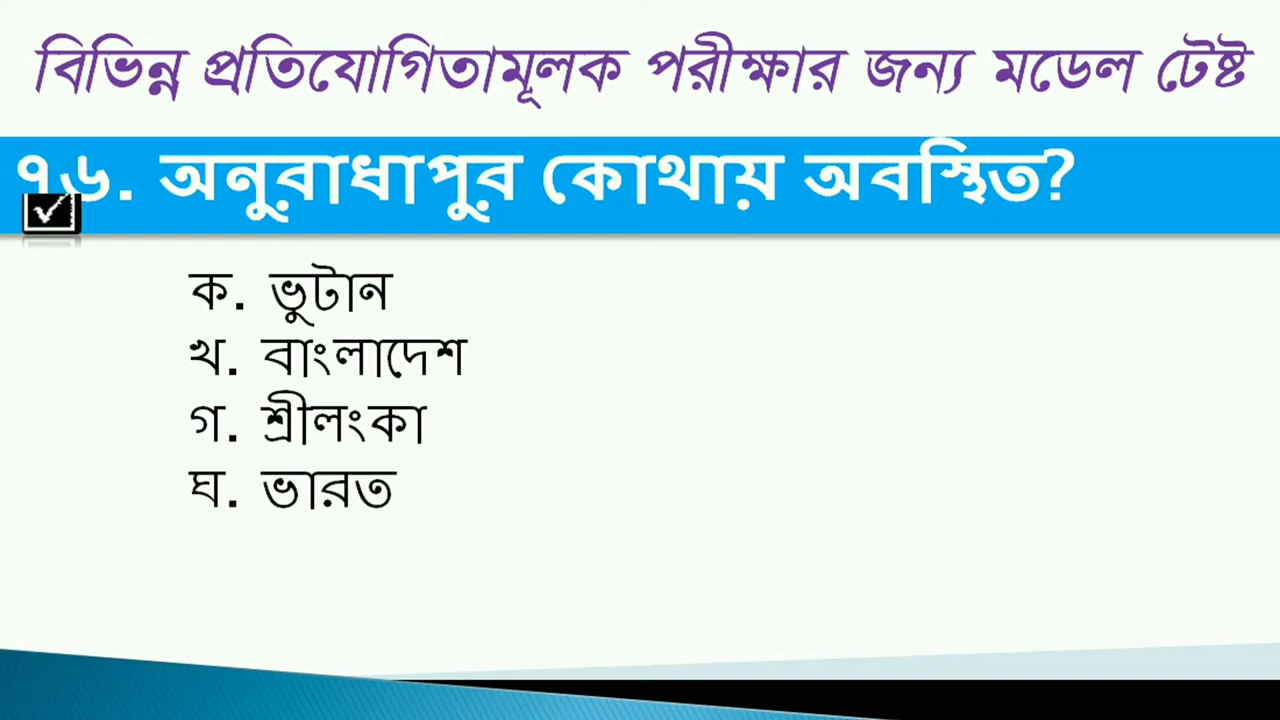 বিভিন্ন প্রতিযোগিতামূলক পরীক্ষার জন্য মডেল টেষ্ট
৭৬. অনুরাধাপুর কোথায় অবস্থিত?
ক. ভুটান
খ. বাংলাদেশ
গ. শ্রীলংকা
ঘ. ভারত